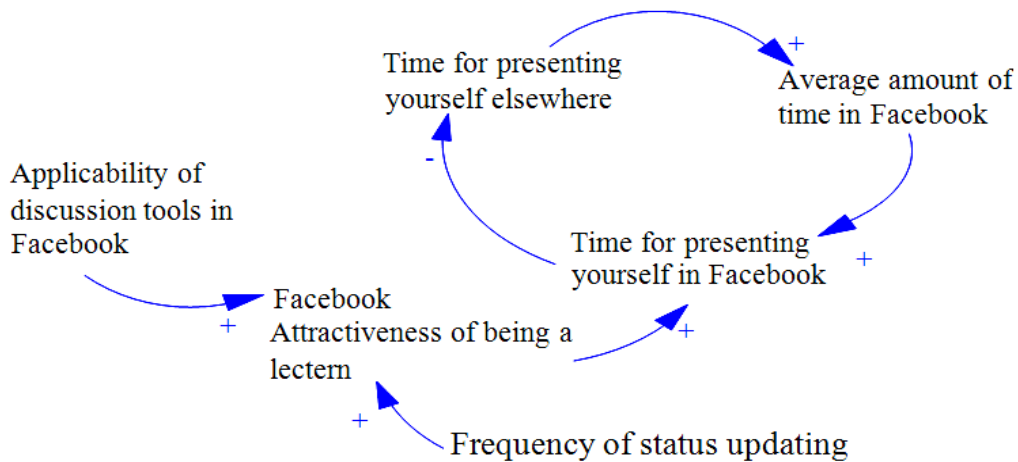 Time for presenting
yourself elsewhere
+
Average amount of
time in Facebook
-
Applicability of
discussion tools in
Facebook
Time for presenting
yourself in Facebook
+
+
Facebook
Attractiveness of being a
lectern
+
+
Frequency of status updating